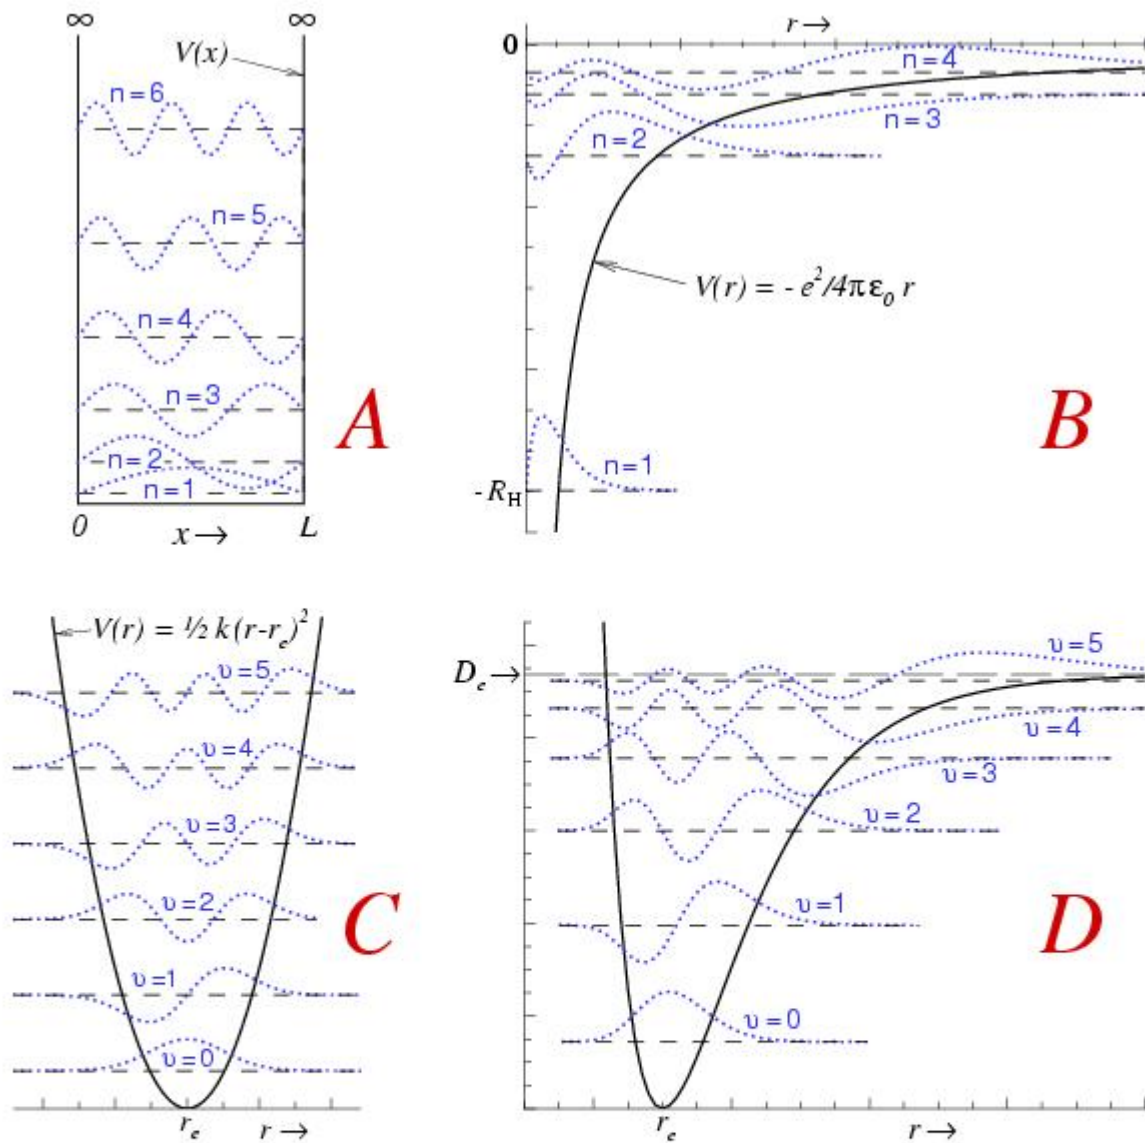 ∞ ∞
V(x)
n=6
n=5
n=4
n=3
n=2
n=1
0 x→ L
A
r→
0
n=4
n=3
n=2
V(r) = - e²/4πε₀ r
n=1
-R_H
B
V(r) = ½ k(r-r_e)²
υ=5
υ=4
υ=3
υ=2
υ=1
υ=0
r_e r→
C
D_e→
υ=5
υ=4
υ=3
υ=2
υ=1
υ=0
r_e r→
D